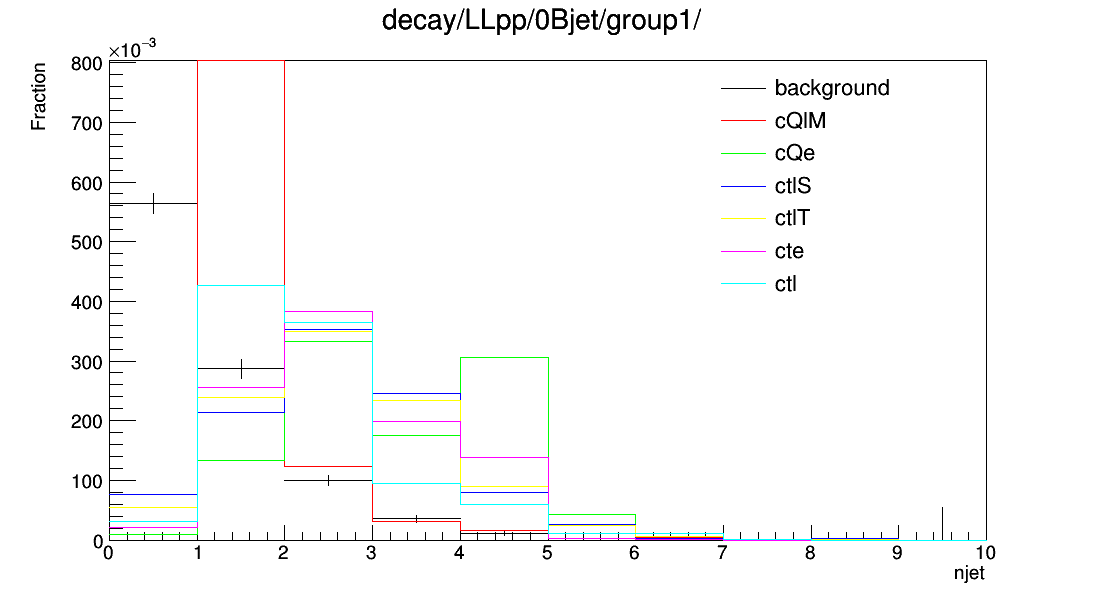 decay/LLpp/0Bjet/group1/
×10⁻³
Fraction
800
700
600
500
400
300
200
100
0
0 1 2 3 4 5 6 7 8 9 10
njet
background
cQlM
cQe
ctlS
ctlT
cte
ctl